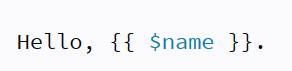 Hello, {{ $name }}.